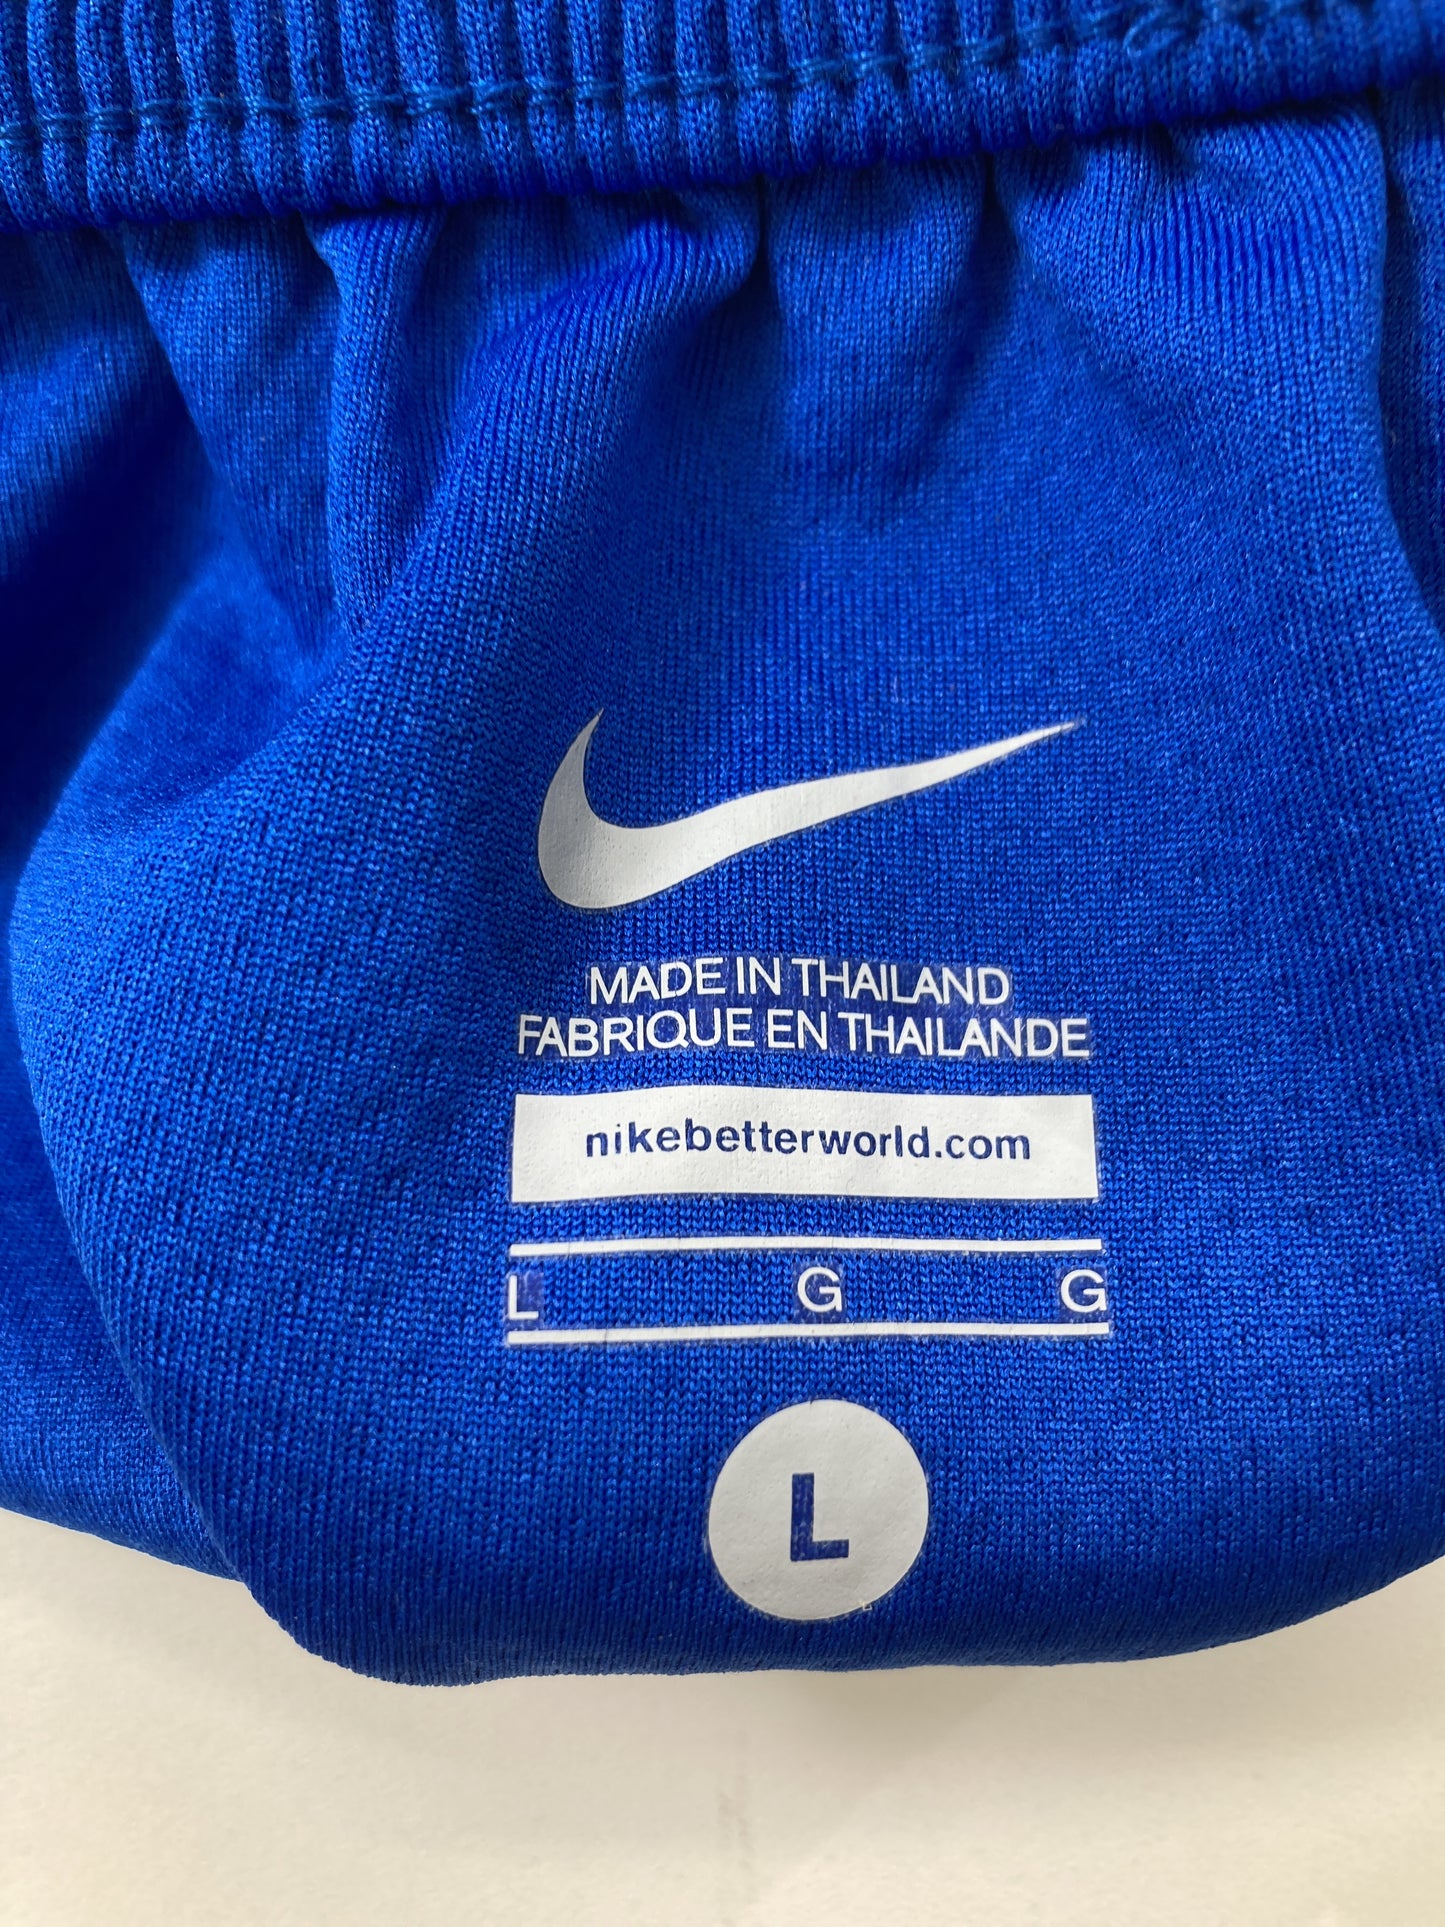 MADE IN THAILAND
FABRIQUE EN THAILANDE
nikebetterworld.com
L G G
L